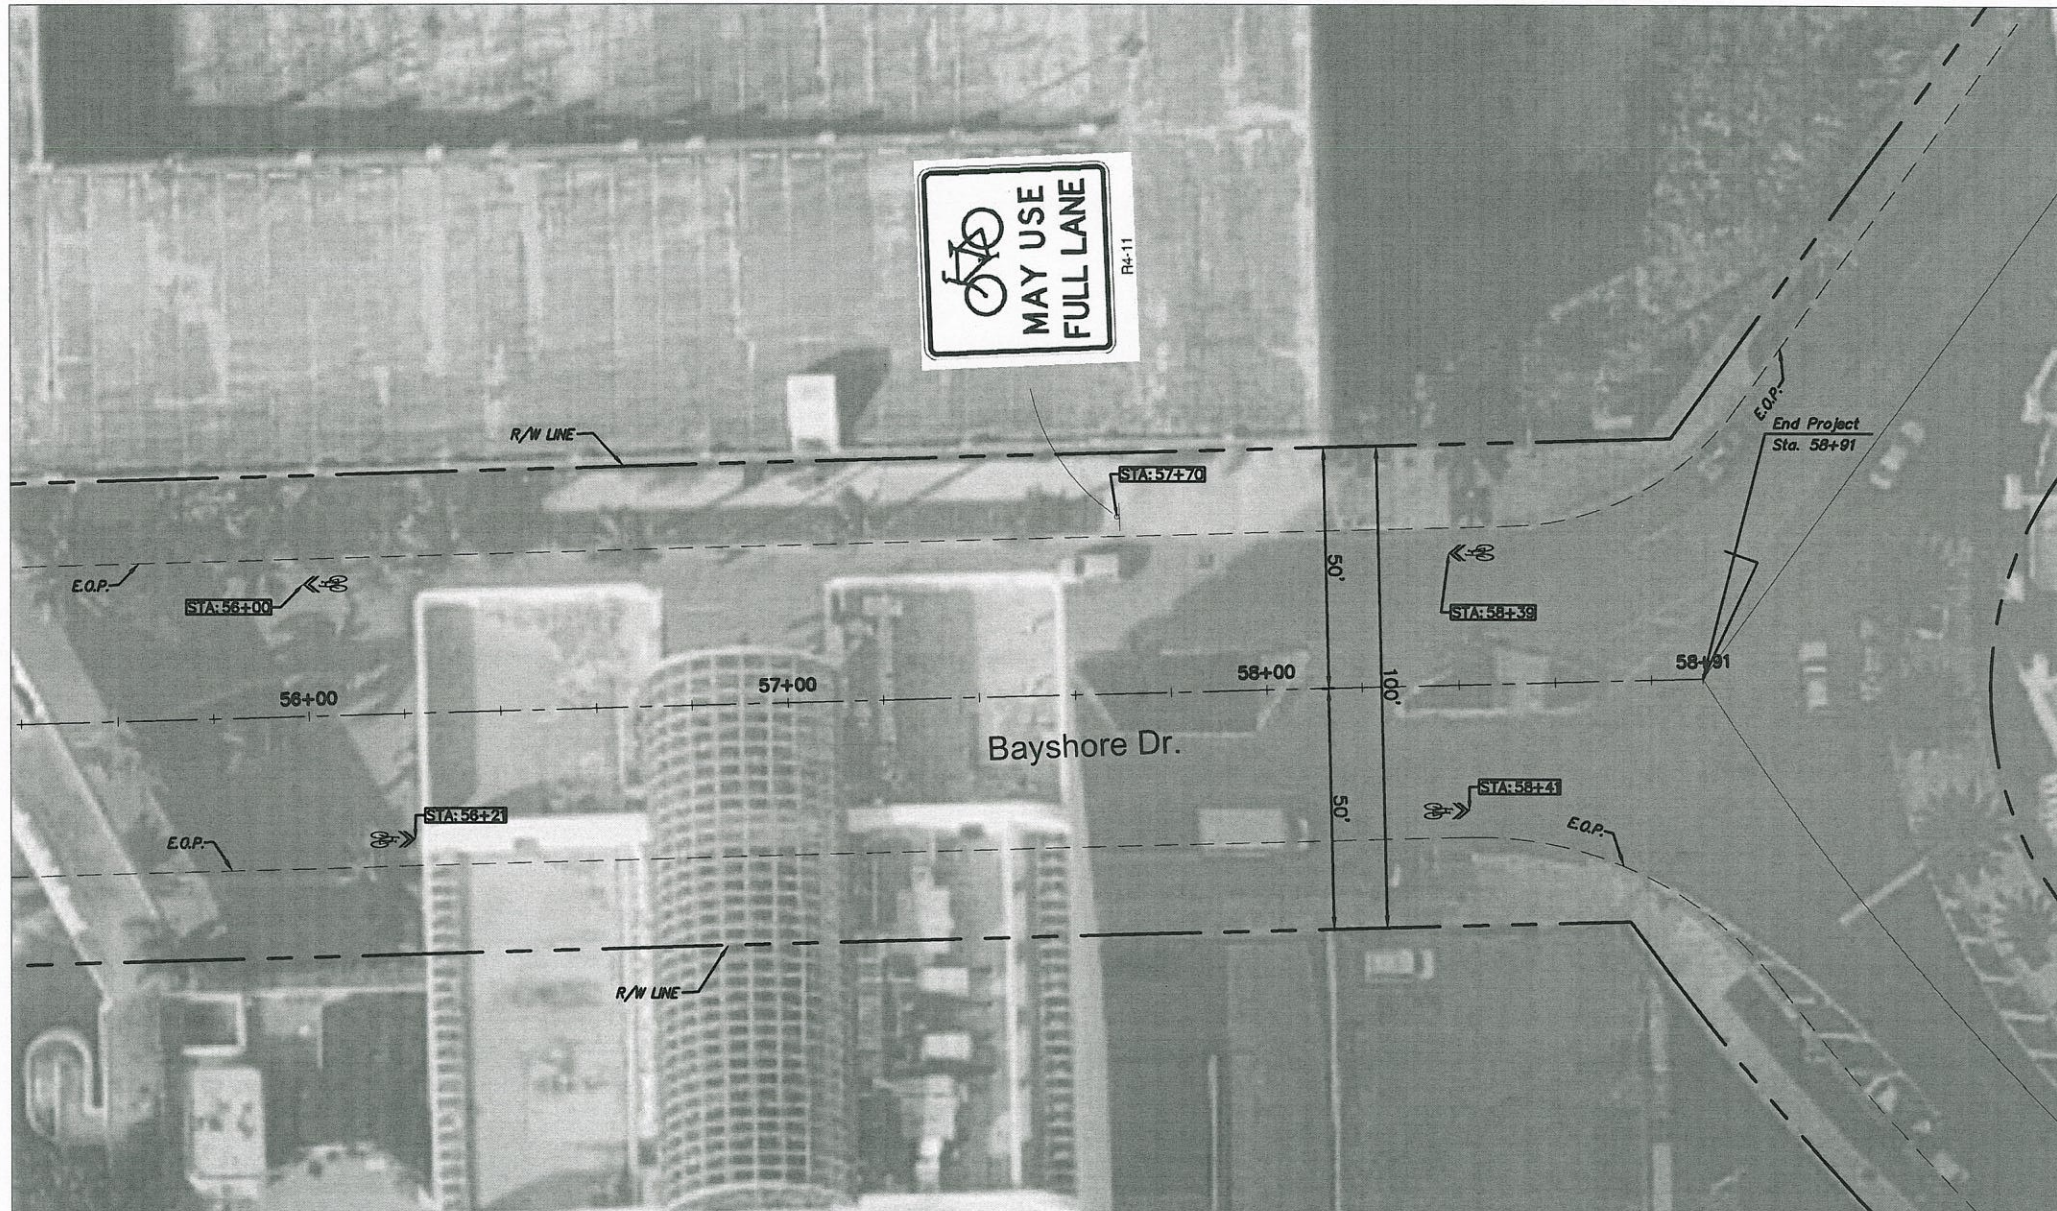 MAY USE
FULL LANE
R4-11
R/W LINE
STA: 57+70
E.O.P.
End Project
Sta. 58+91
E.O.P.
STA: 56+00
50'
STA: 58+39
56+00
57+00
58+00
100'
58+91
Bayshore Dr.
STA: 56+21
50'
STA: 58+41
E.O.P.
E.O.P.
R/W LINE